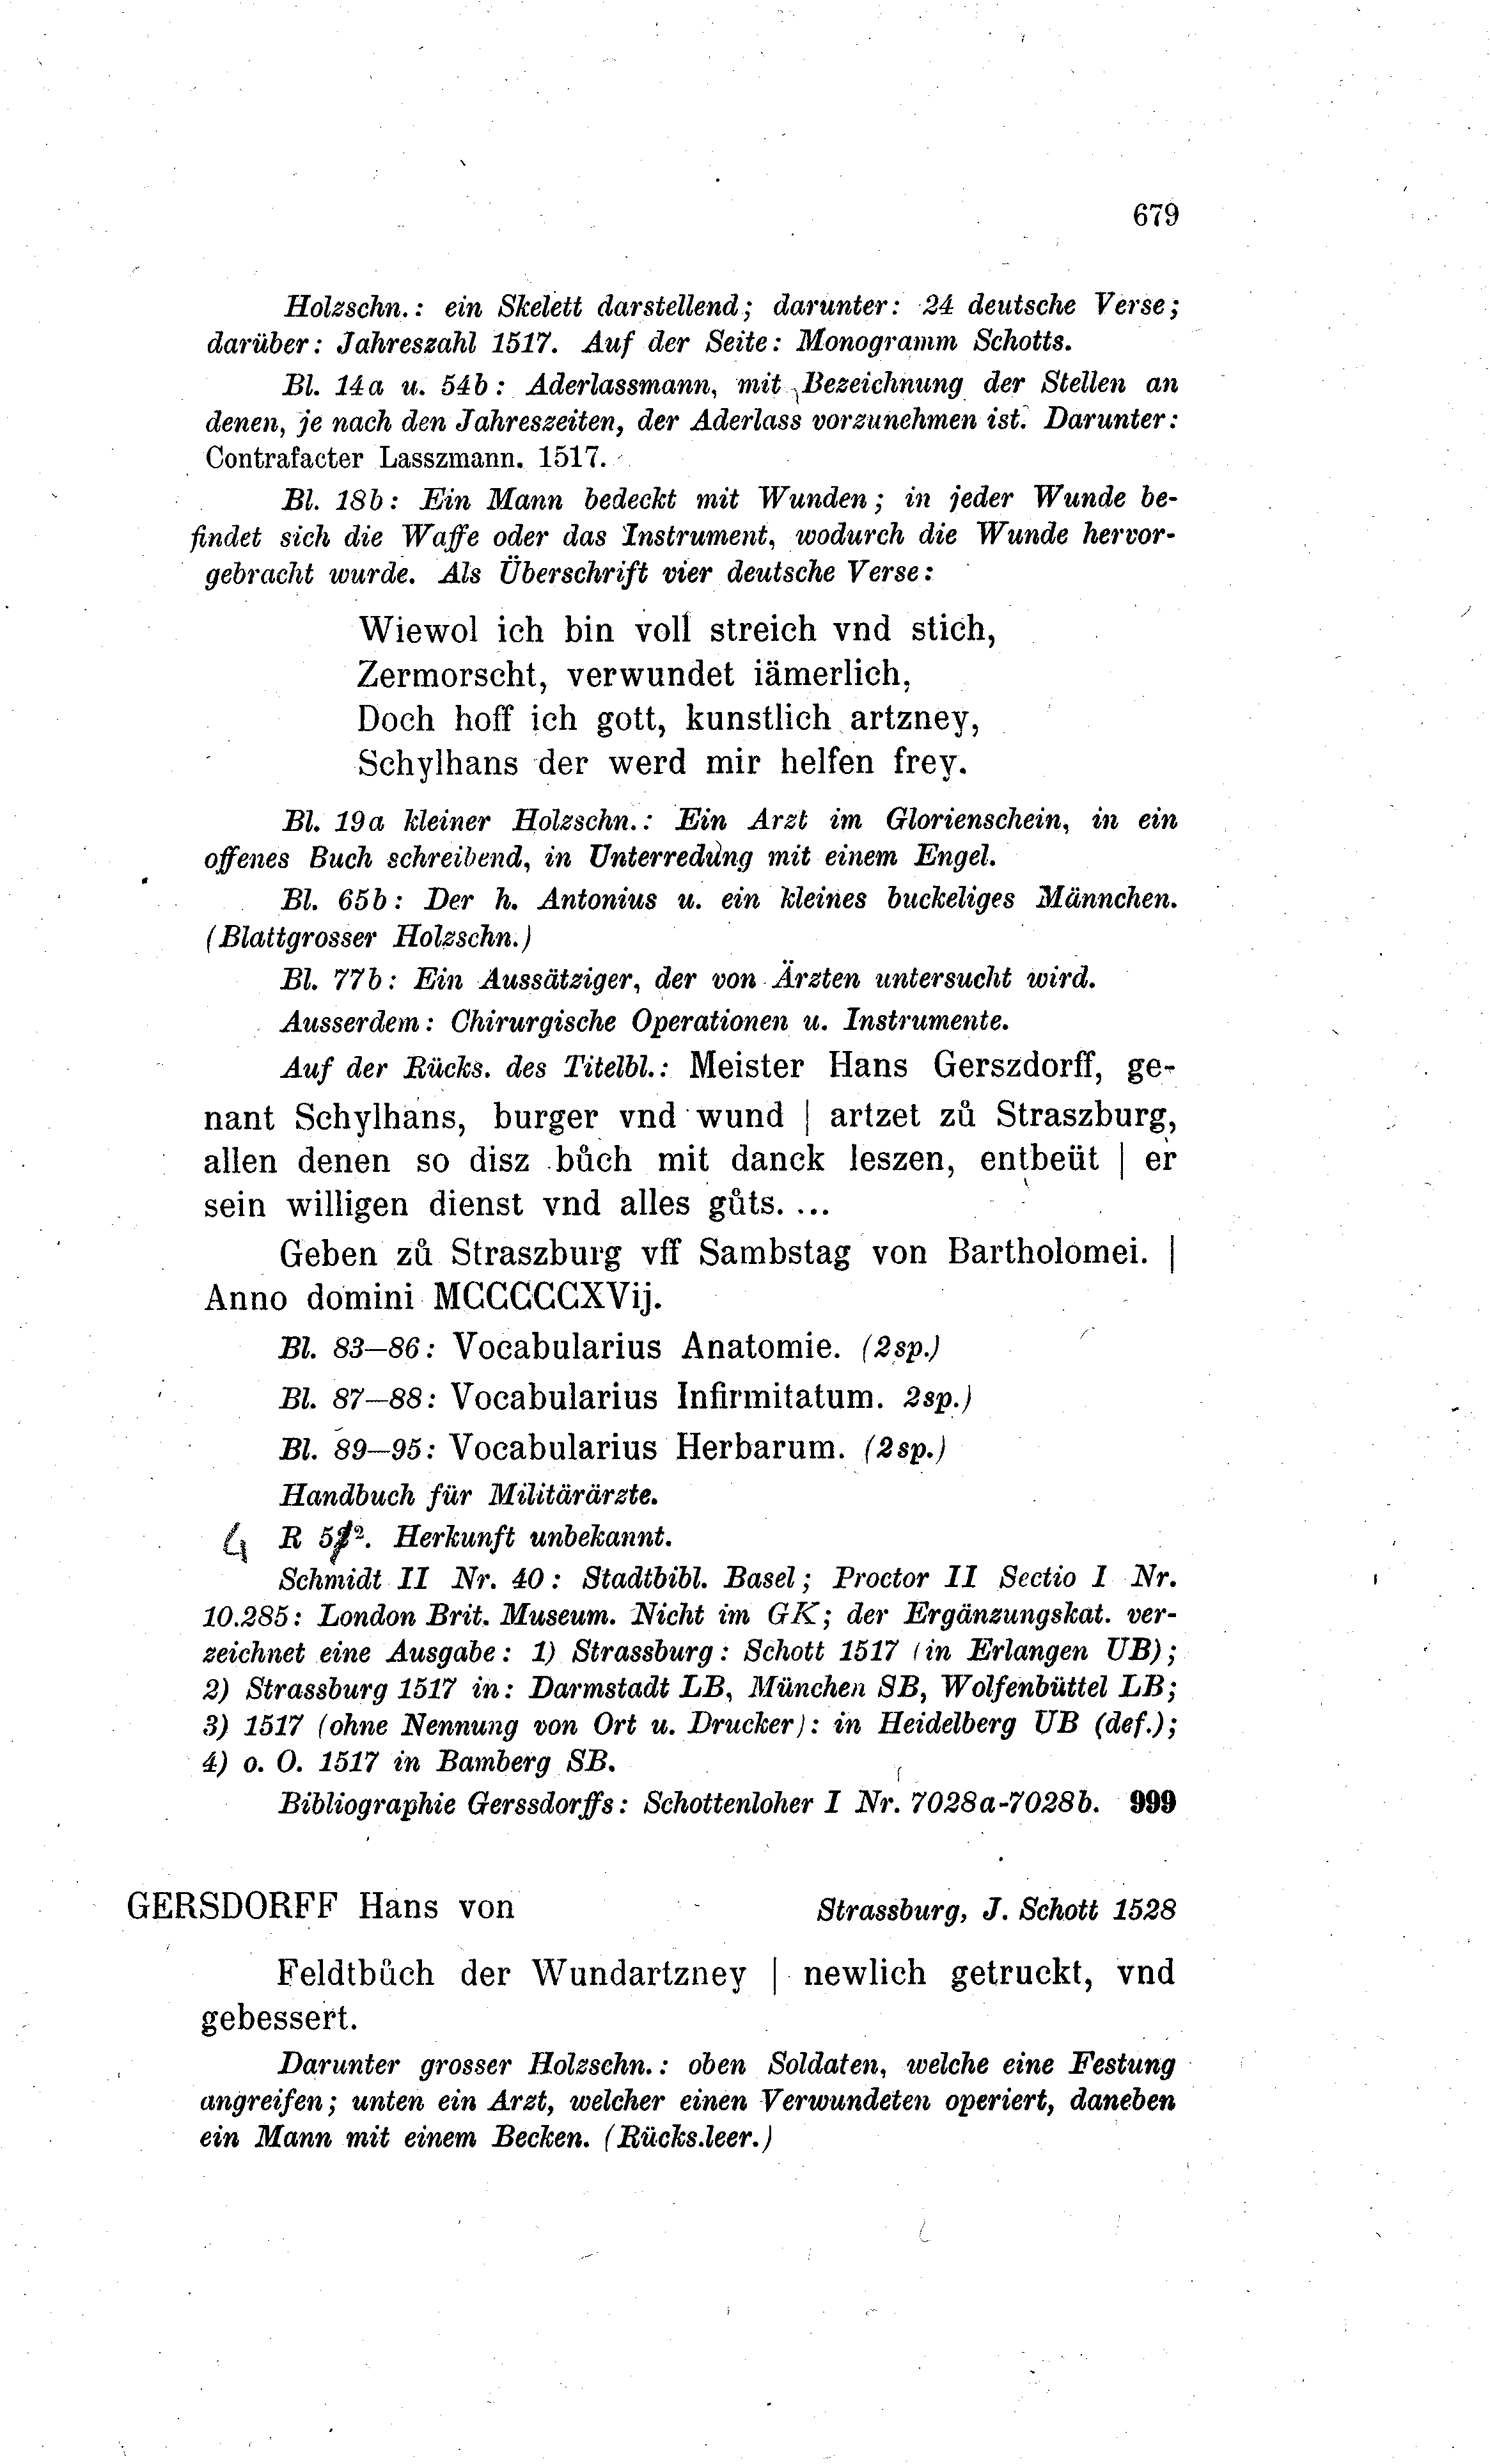 679
Holzschn.: ein Skelett darstellend; darunter: 24 deutsche Verse;
darüber: Jahreszahl 1517. Auf der Seite: Monogramm Schotts.
Bl. 14a u. 54b: Aderlassmann, mit Bezeichnung der Stellen an
denen, je nach den Jahreszeiten, der Aderlass vorzunehmen ist. Darunter:
Contrafacter Lasszmann. 1517.
Bl. 18b: Ein Mann bedeckt mit Wunden; in jeder Wunde be-
findet sich die Waffe oder das Instrument, wodurch die Wunde hervor-
gebracht wurde. Als Überschrift vier deutsche Verse:
Wiewol ich bin voll streich vnd stich,
Zermorscht, verwundet iämerlich,
Doch hoff ich gott, kunstlich artzney,
Schylhans der werd mir helfen frey.
Bl. 19a kleiner Holzschn.: Ein Arzt im Glorienschein, in ein
offenes Buch schreibend, in Unterredung mit einem Engel.
Bl. 65b: Der h. Antonius u. ein kleines buckeliges Männchen.
(Blattgrosser Holzschn.)
Bl. 77b: Ein Aussätziger, der von Ärzten untersucht wird.
Ausserdem: Chirurgische Operationen u. Instrumente.
Auf der Rücks. des Titelbl.: Meister Hans Gerszdorff, ge-
nant Schylhans, burger vnd wund | artzet zů Straszburg,
allen denen so disz bůch mit danck leszen, entbeüt | er
sein willigen dienst vnd alles gůts. ...
Geben zů Straszburg vff Sambstag von Bartholomei. |
Anno domini MCCCCCXVij.
Bl. 83—86: Vocabularius Anatomie. (2sp.)
Bl. 87—88: Vocabularius Infirmitatum. 2sp.)
Bl. 89—95: Vocabularius Herbarum. (2sp.)
Handbuch für Militärärzte.
R Herkunft unbekannt.
Schmidt II Nr. 40: Stadtbibl. Basel; Proctor II Sectio I Nr.
10.285: London Brit. Museum. Nicht im GK; der Ergänzungskat. ver-
zeichnet eine Ausgabe: 1) Strassburg: Schott 1517 (in Erlangen UB);
2) Strassburg 1517 in: Darmstadt LB, München SB, Wolfenbüttel LB;
3) 1517 (ohne Nennung von Ort u. Drucker): in Heidelberg UB (def.);
4) o. O. 1517 in Bamberg SB.
Bibliographie Gerssdorffs: Schottenloher I Nr. 7028a-7028b. 999
GERSDORFF Hans von Strassburg, J. Schott 1528
Feldtbůch der Wundartzney | newlich getruckt, vnd
gebessert.
Darunter grosser Holzschn.: oben Soldaten, welche eine Festung
angreifen; unten ein Arzt, welcher einen Verwundeten operiert, daneben
ein Mann mit einem Becken. (Rücks.leer.)